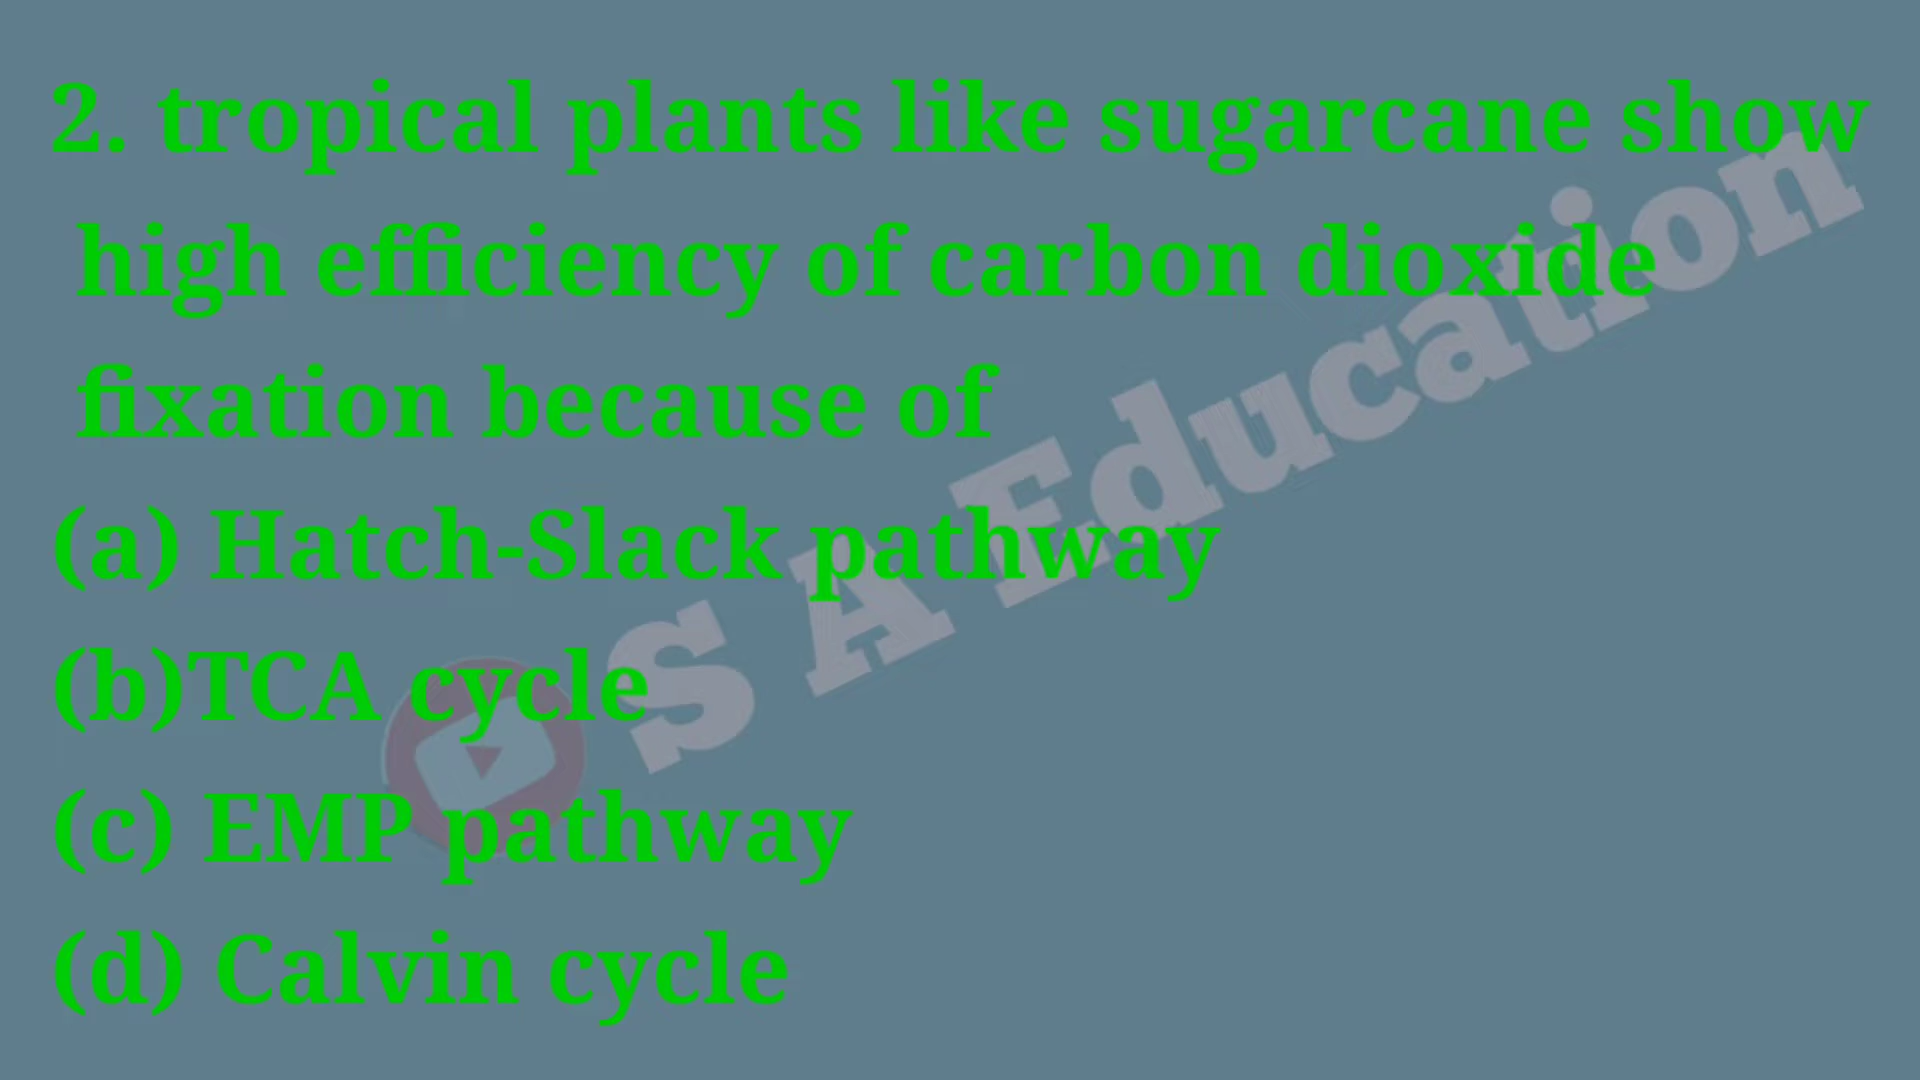 2. tropical plants like sugarcane show
high efficiency of carbon dioxide
fixation because of
(a) Hatch-Slack pathway
(b)TCA cycle
(c) EMP pathway
(d) Calvin cycle
S A Education